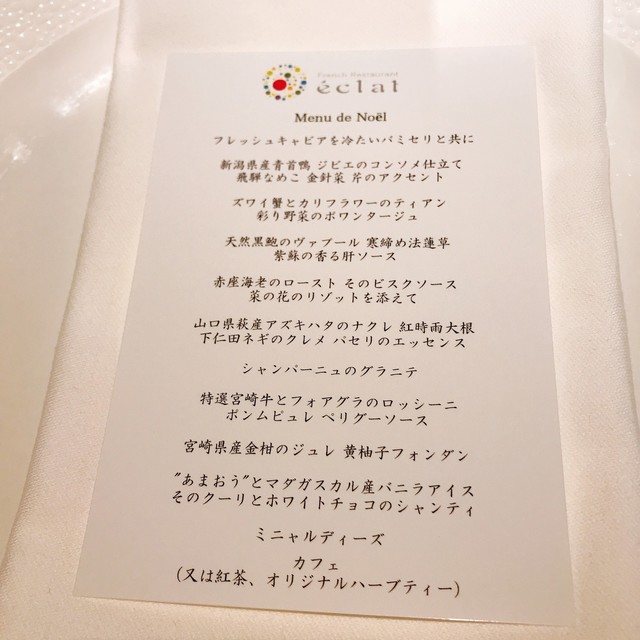 French Restaurant
éclat
Menu de Noël
フレッシュキャビアを冷たいバミセリと共に
新潟県産青首鴨 ジビエのコンソメ仕立て
飛騨なめこ 金針菜 芹のアクセント
ズワイ蟹とカリフラワーのティアン
彩り野菜のボワンタージュ
天然黒鮑のヴァプール 寒締め法蓮草
紫蘇の香る肝ソース
赤座海老のロースト そのビスクソース
菜の花のリゾットを添えて
山口県萩産アズキハタのナクレ 紅時雨大根
下仁田ネギのクレメ パセリのエッセンス
シャンパーニュのグラニテ
特選宮崎牛とフォアグラのロッシーニ
ポンムピュレ ペリグーソース
宮崎県産金柑のジュレ 黄柚子フォンダン
"あまおう"とマダガスカル産バニラアイス
そのクーリとホワイトチョコのシャンティ
ミニャルディーズ
カフェ
(又は紅茶、オリジナルハーブティー)